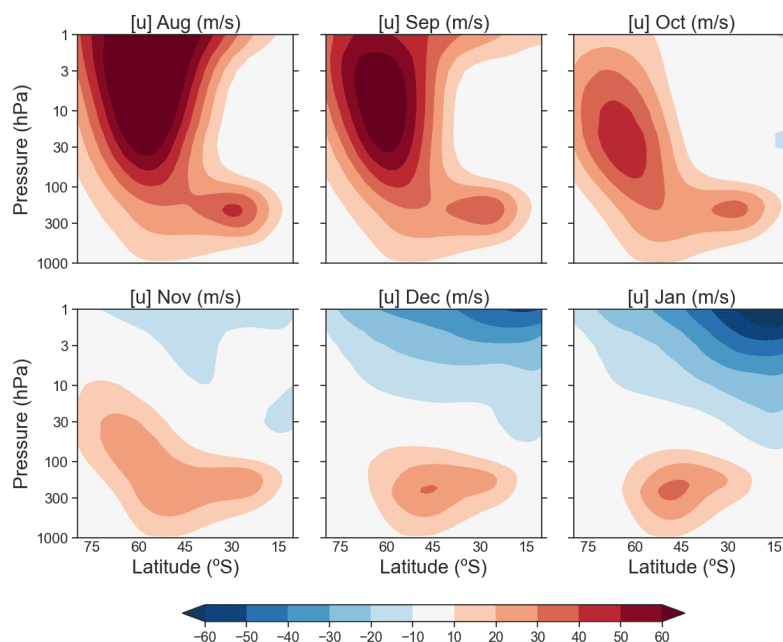 [u] Aug (m/s)
[u] Sep (m/s)
[u] Oct (m/s)
Pressure (hPa)
1
3
10
30
100
300
1000
[u] Nov (m/s)
[u] Dec (m/s)
[u] Jan (m/s)
Pressure (hPa)
1
3
10
30
100
300
1000
75 60 45 30 15
75 60 45 30 15
75 60 45 30 15
Latitude (ºS)
Latitude (ºS)
Latitude (ºS)
−60 −50 −40 −30 −20 −10 10 20 30 40 50 60